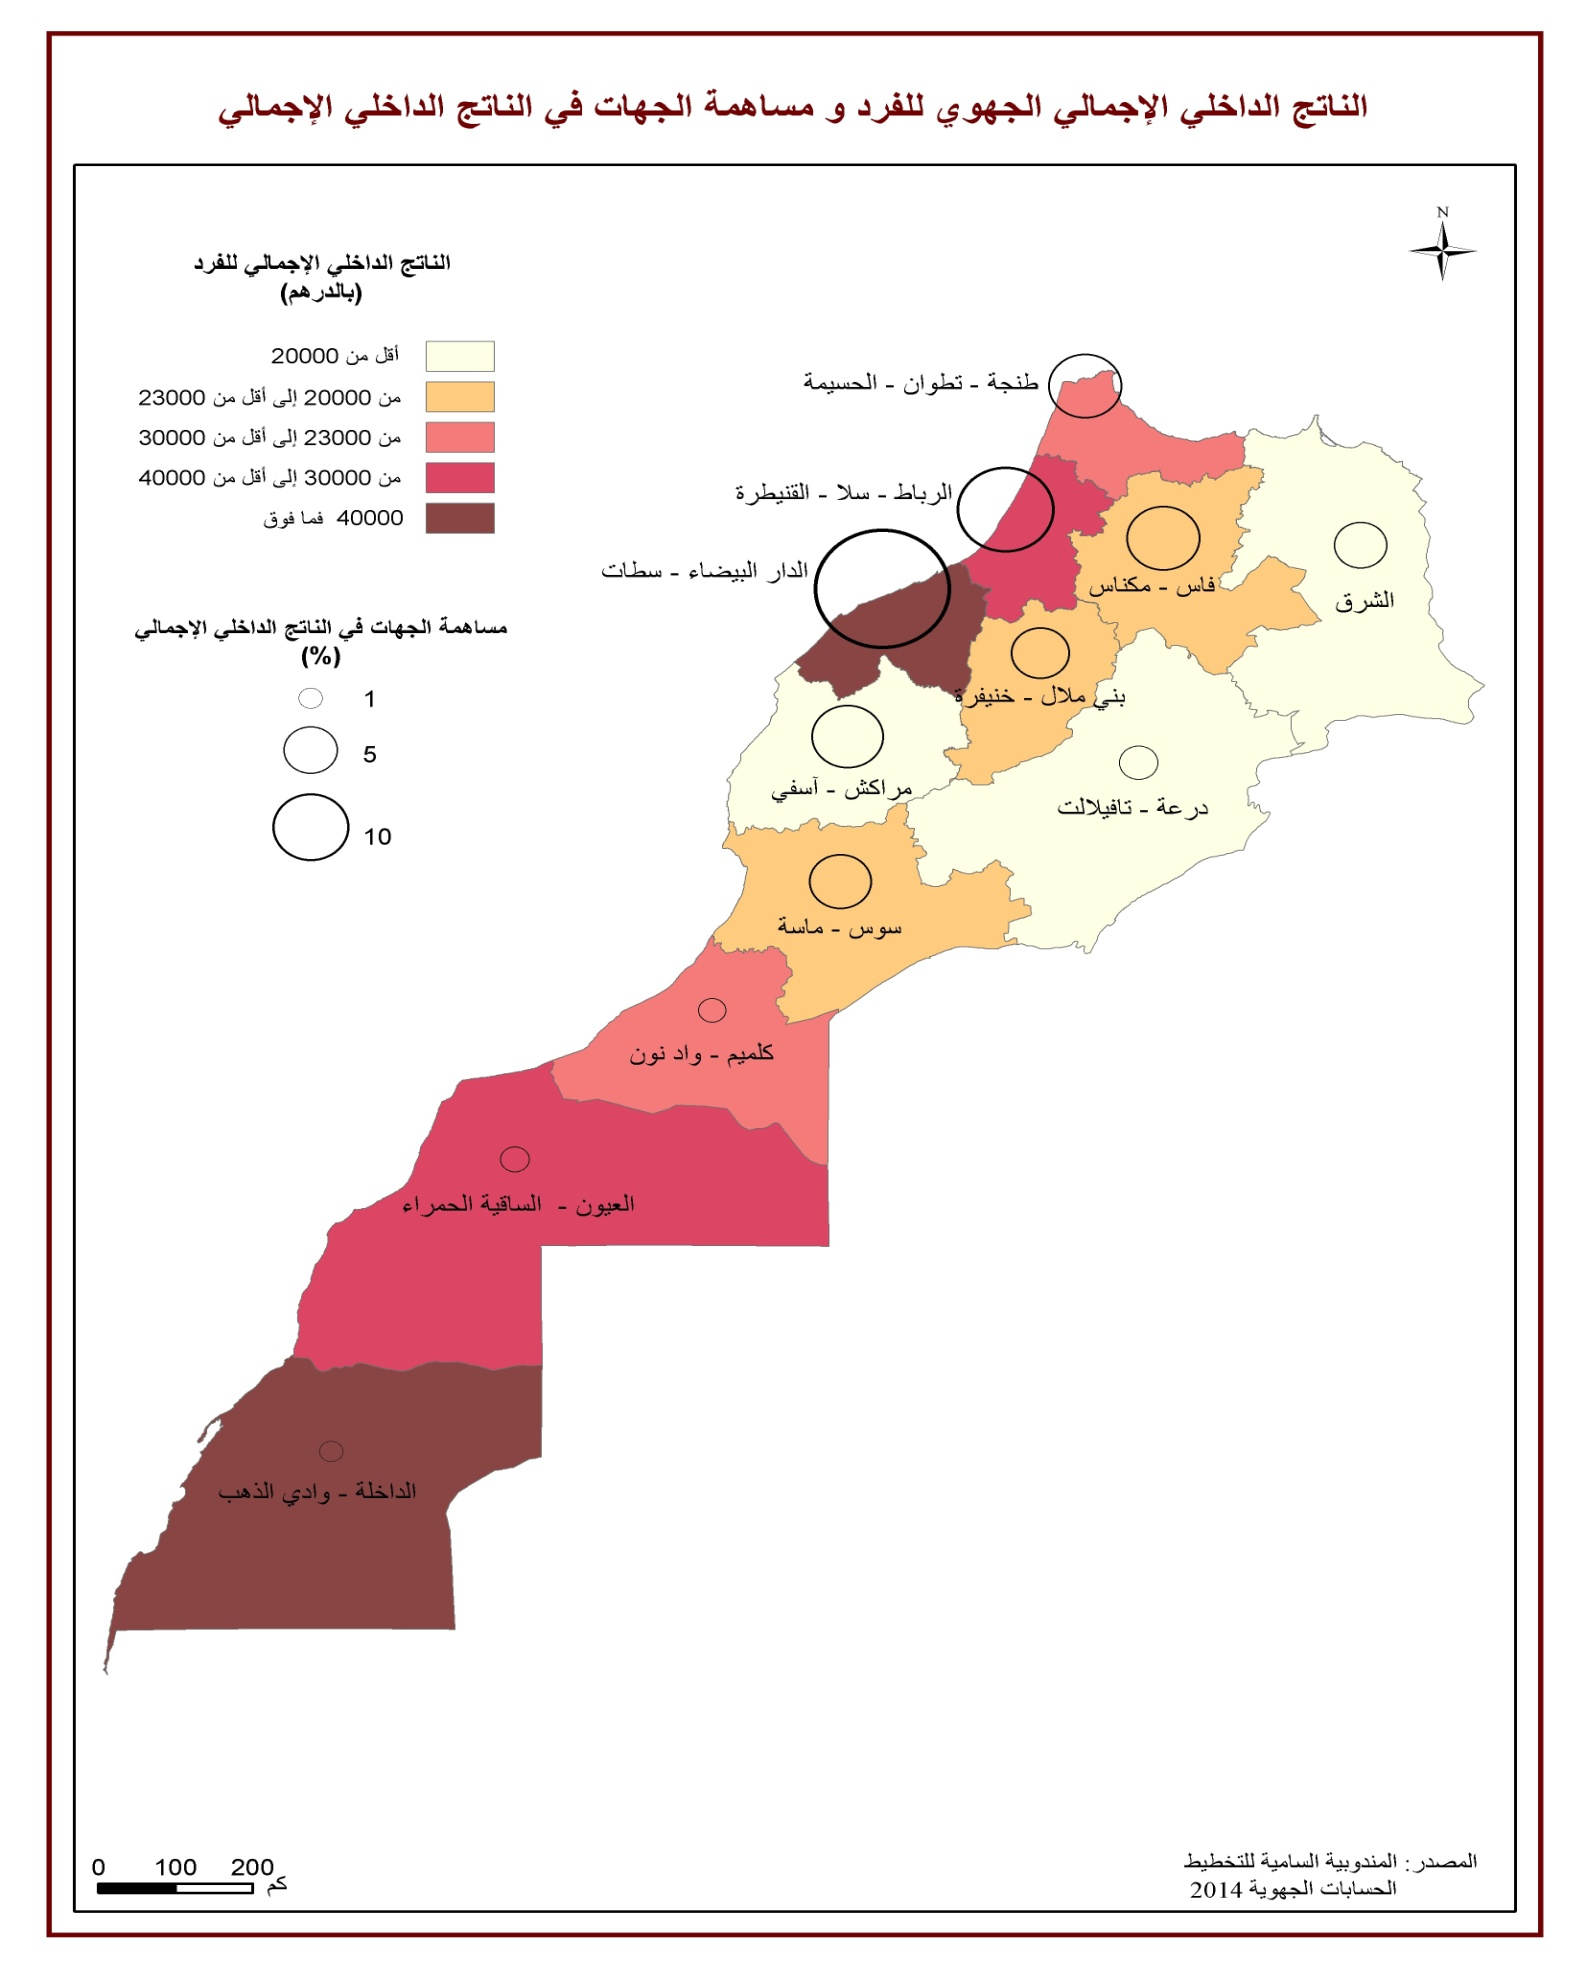 الناتج الداخلي الإجمالي الجهوي للفرد و مساهمة الجهات في الناتج الداخلي الإجمالي
N
الناتج الداخلي الإجمالي للفرد
(بالدرهم)
أقل من 20000
من 20000 إلى أقل من 23000
من 23000 إلى أقل من 30000
من 30000 إلى أقل من 40000
40000 فما فوق
مساهمة الجهات في الناتج الداخلي الإجمالي
(%)
1
5
10
طنجة - تطوان - الحسيمة
الرباط - سلا - القنيطرة
الدار البيضاء - سطات
فاس - مكناس
الشرق
بني ملال - خنيفرة
مراكش - آسفي
درعة - تافيلالت
سوس - ماسة
كلميم - واد نون
العيون - الساقية الحمراء
الداخلة - وادي الذهب
0 100 200
كم
المصدر: المندوبية السامية للتخطيط
الحسابات الجهوية 2014